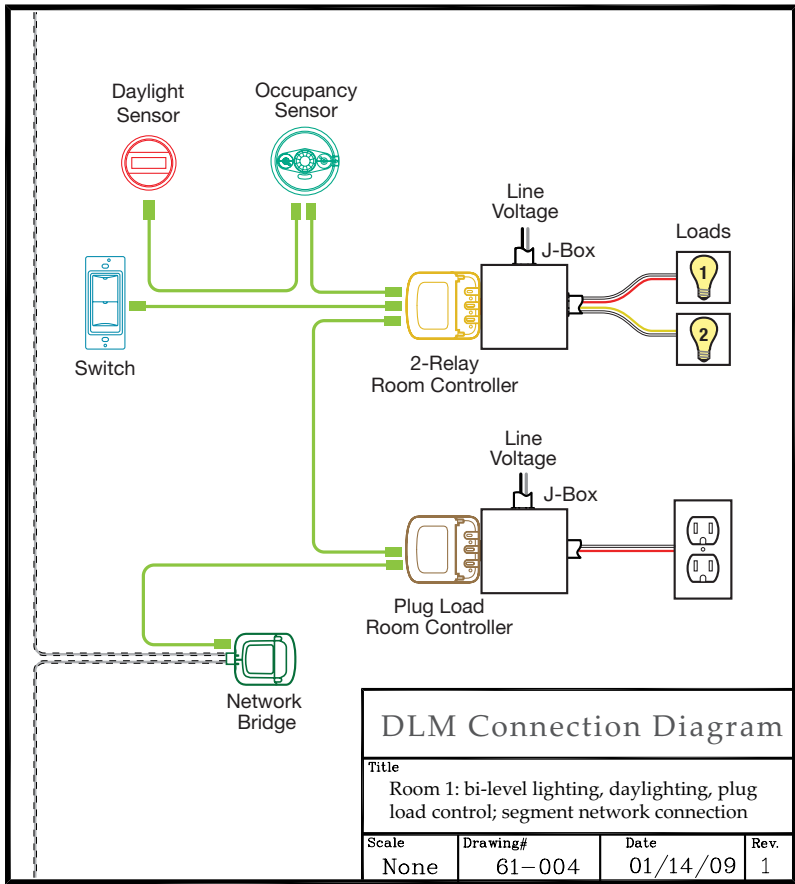 Daylight
Sensor
Occupancy
Sensor
Line
Voltage
J-Box
Loads
1
2
Switch
2-Relay
Room Controller
Line
Voltage
J-Box
Plug Load
Room Controller
Network
Bridge
DLM Connection Diagram
Title
Room 1: bi-level lighting, daylighting, plug
load control; segment network connection
Scale
None
Drawing#
61-004
Date
01/14/09
Rev.
1